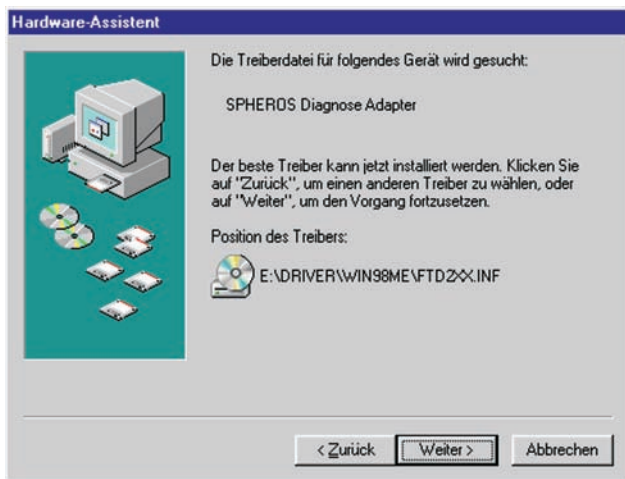 Hardware-Assistent
Die Treiberdatei für folgendes Gerät wird gesucht:
SPHEROS Diagnose Adapter
Der beste Treiber kann jetzt installiert werden. Klicken Sie
auf "Zurück", um einen anderen Treiber zu wählen, oder
auf "Weiter", um den Vorgang fortzusetzen.
Position des Treibers:
E:\DRIVER\WIN98ME\FTD2XX.INF
< Zurück
Weiter >
Abbrechen